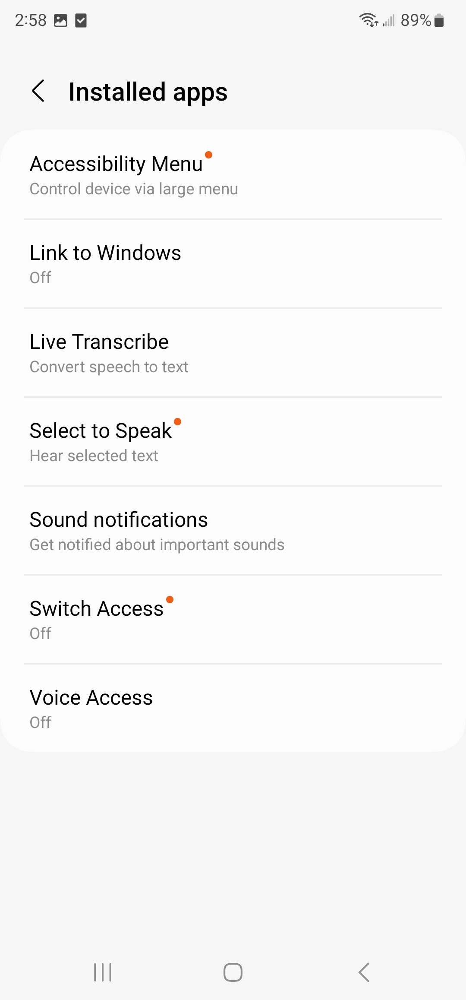 2:58 89%
Installed apps
Accessibility Menu
Control device via large menu
Link to Windows
Off
Live Transcribe
Convert speech to text
Select to Speak
Hear selected text
Sound notifications
Get notified about important sounds
Switch Access
Off
Voice Access
Off